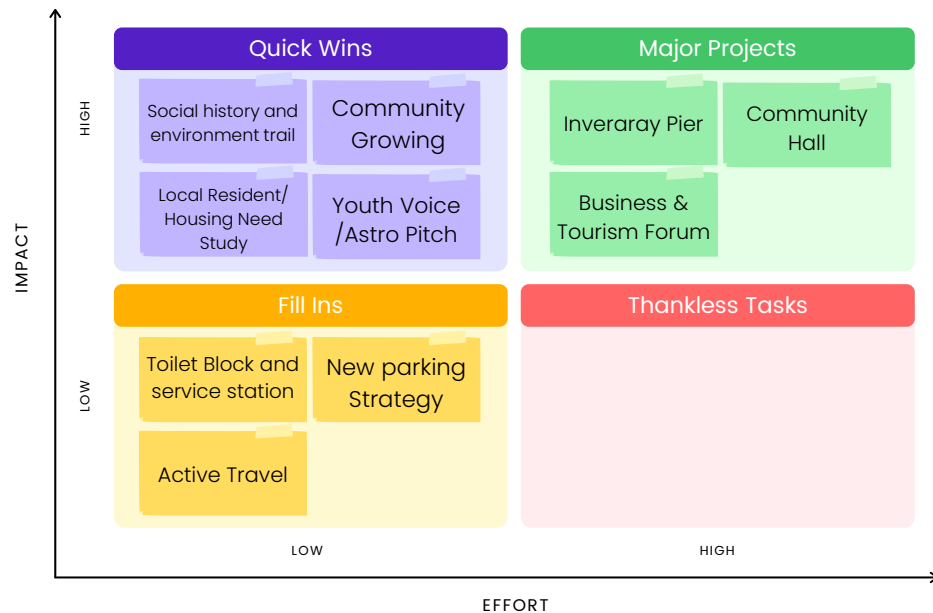 Quick Wins
Social history and
environment trail
Community
Growing
Local Resident/
Housing Need
Study
Youth Voice
/Astro Pitch
Major Projects
Inveraray Pier
Community
Hall
Business &
Tourism Forum
HIGH
IMPACT
Fill Ins
Toilet Block and
service station
New parking
Strategy
Active Travel
Thankless Tasks
LOW
LOW
HIGH
EFFORT